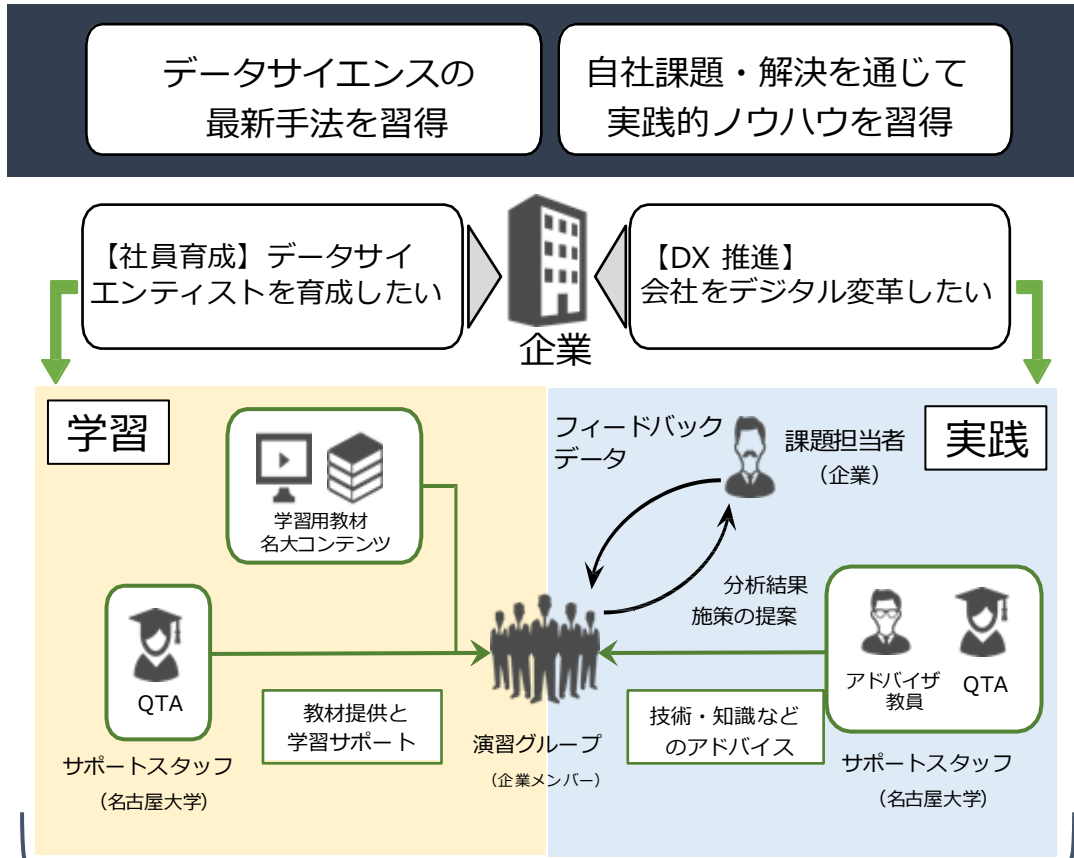 データサイエンスの
最新手法を習得
自社課題・解決を通じて
実践的ノウハウを習得
【社員育成】データサイ
エンティストを育成したい
【DX 推進】
会社をデジタル変革したい
企業
学習
学習用教材
名大コンテンツ
QTA
サポートスタッフ
（名古屋大学）
教材提供と
学習サポート
演習グループ
（企業メンバー）
フィードバック
データ
課題担当者
（企業）
実践
分析結果
施策の提案
技術・知識など
のアドバイス
アドバイザ
教員
QTA
サポートスタッフ
（名古屋大学）